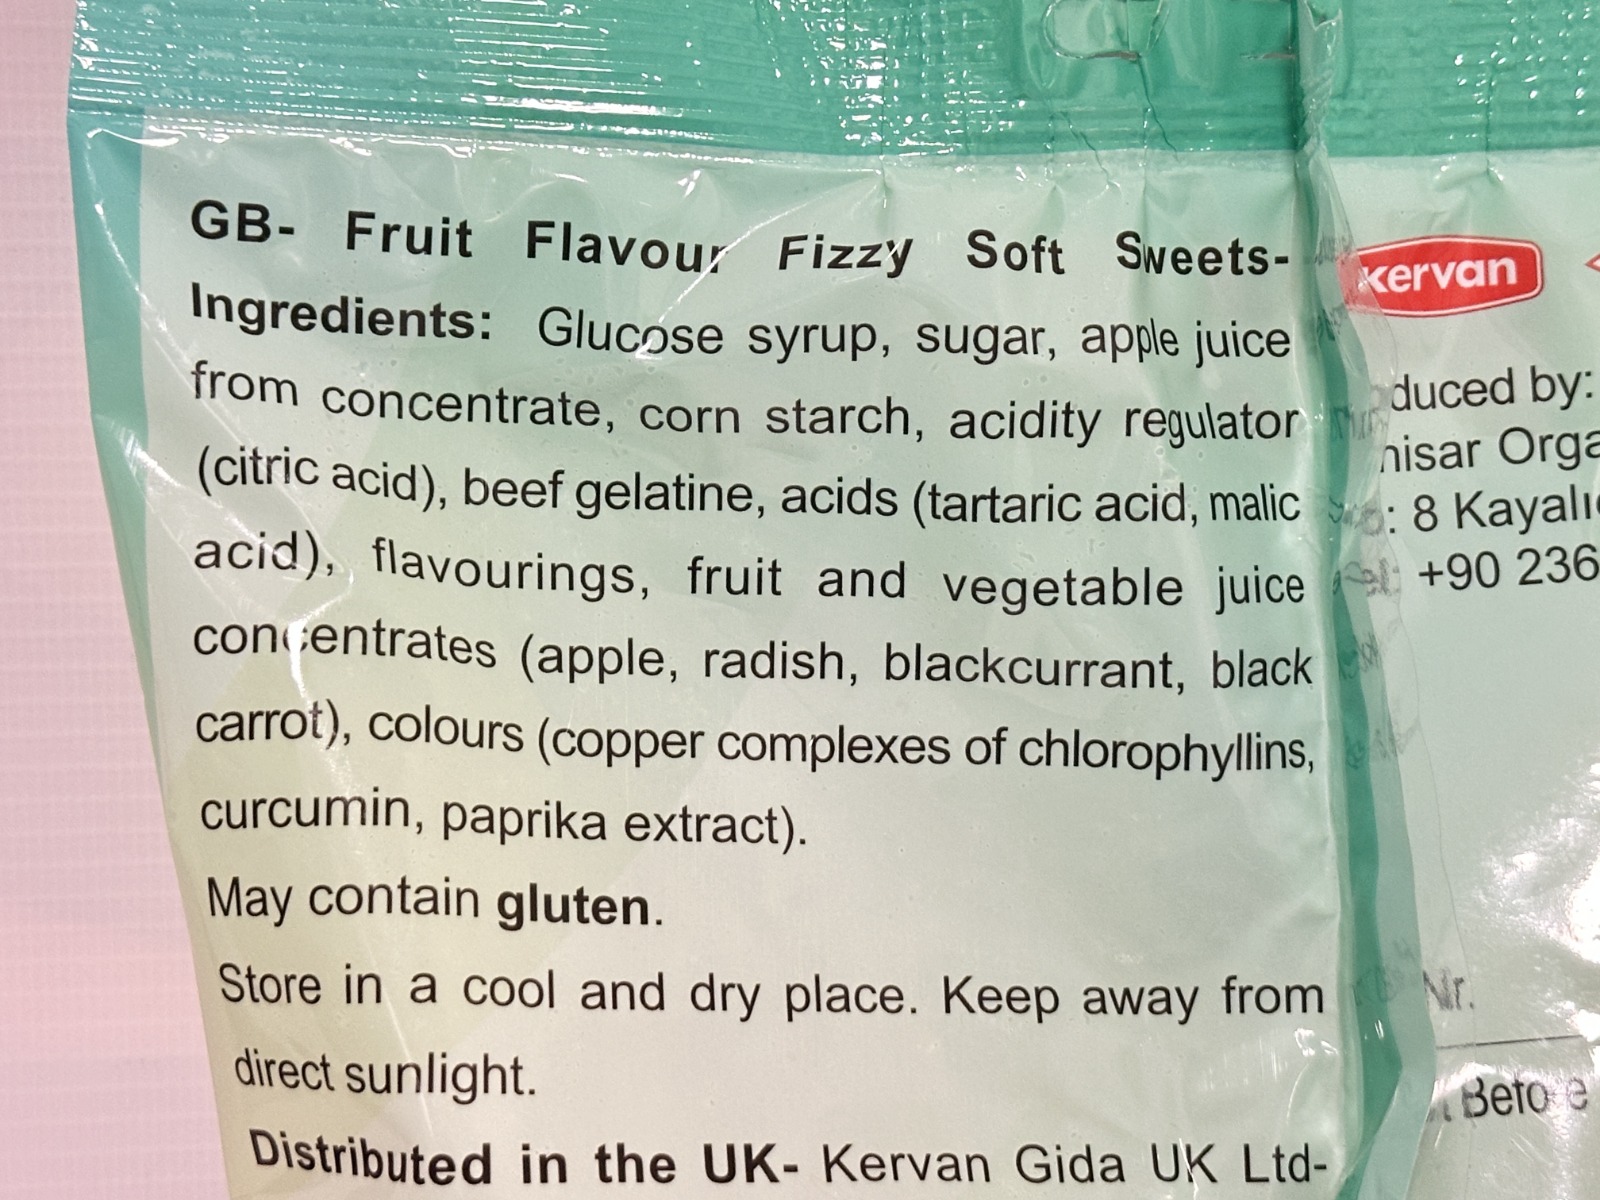 GB- Fruit Flavour Fizzy Soft Sweets-
Ingredients: Glucose syrup, sugar, apple juice
from concentrate, corn starch, acidity regulator
(citric acid), beef gelatine, acids (tartaric acid, malic
acid), flavourings, fruit and vegetable juice
concentrates (apple, radish, blackcurrant, black
carrot), colours (copper complexes of chlorophyllins,
curcumin, paprika extract).
May contain gluten.
Store in a cool and dry place. Keep away from
direct sunlight.
Distributed in the UK- Kervan Gida UK Ltd-
kervan
duced by:
nisar Orga
: 8 Kayalı
+90 236
Nr.
Before